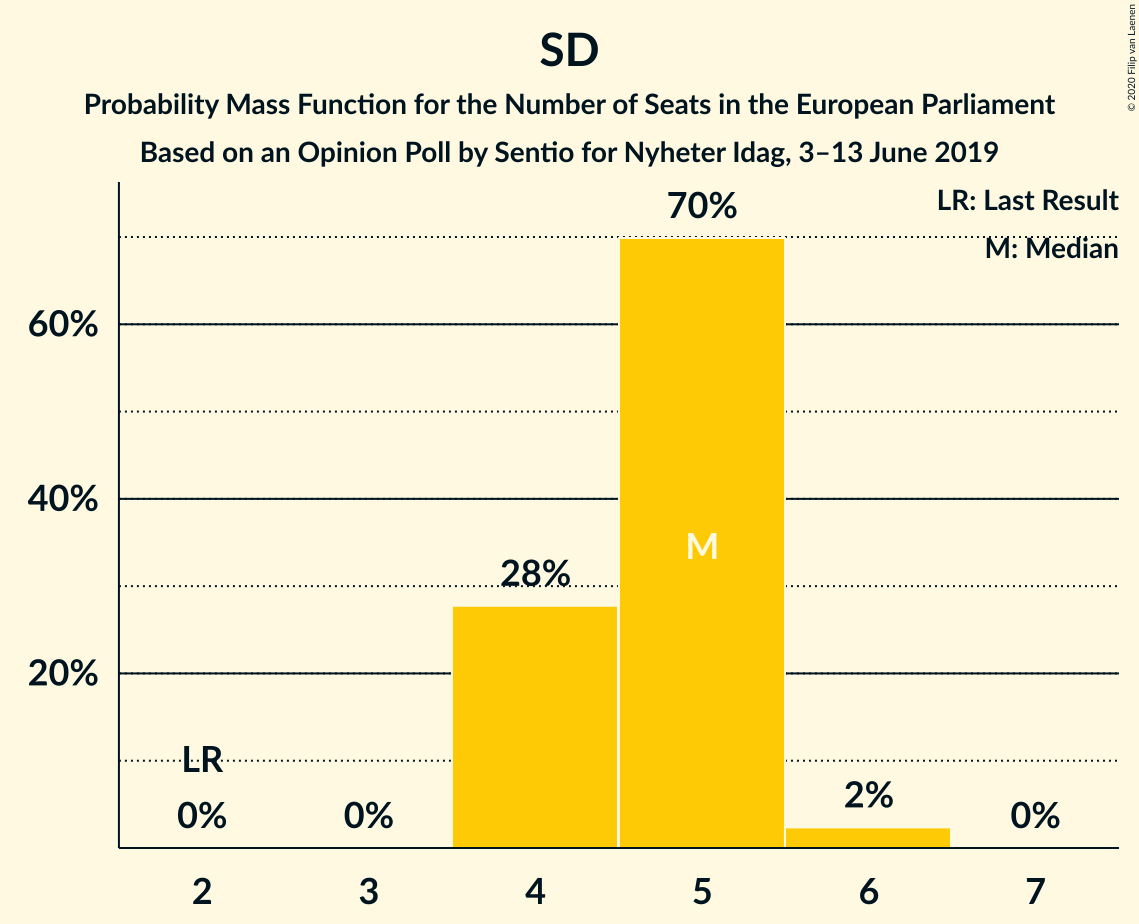 SD
Probability Mass Function for the Number of Seats in the European Parliament
Based on an Opinion Poll by Sentio for Nyheter Idag, 3–13 June 2019
© 2020 Filip van Laenen
LR: Last Result
M: Median
70%
60%
40%
M
28%
20%
LR
0%
0%
2%
0%
2 3 4 5 6 7